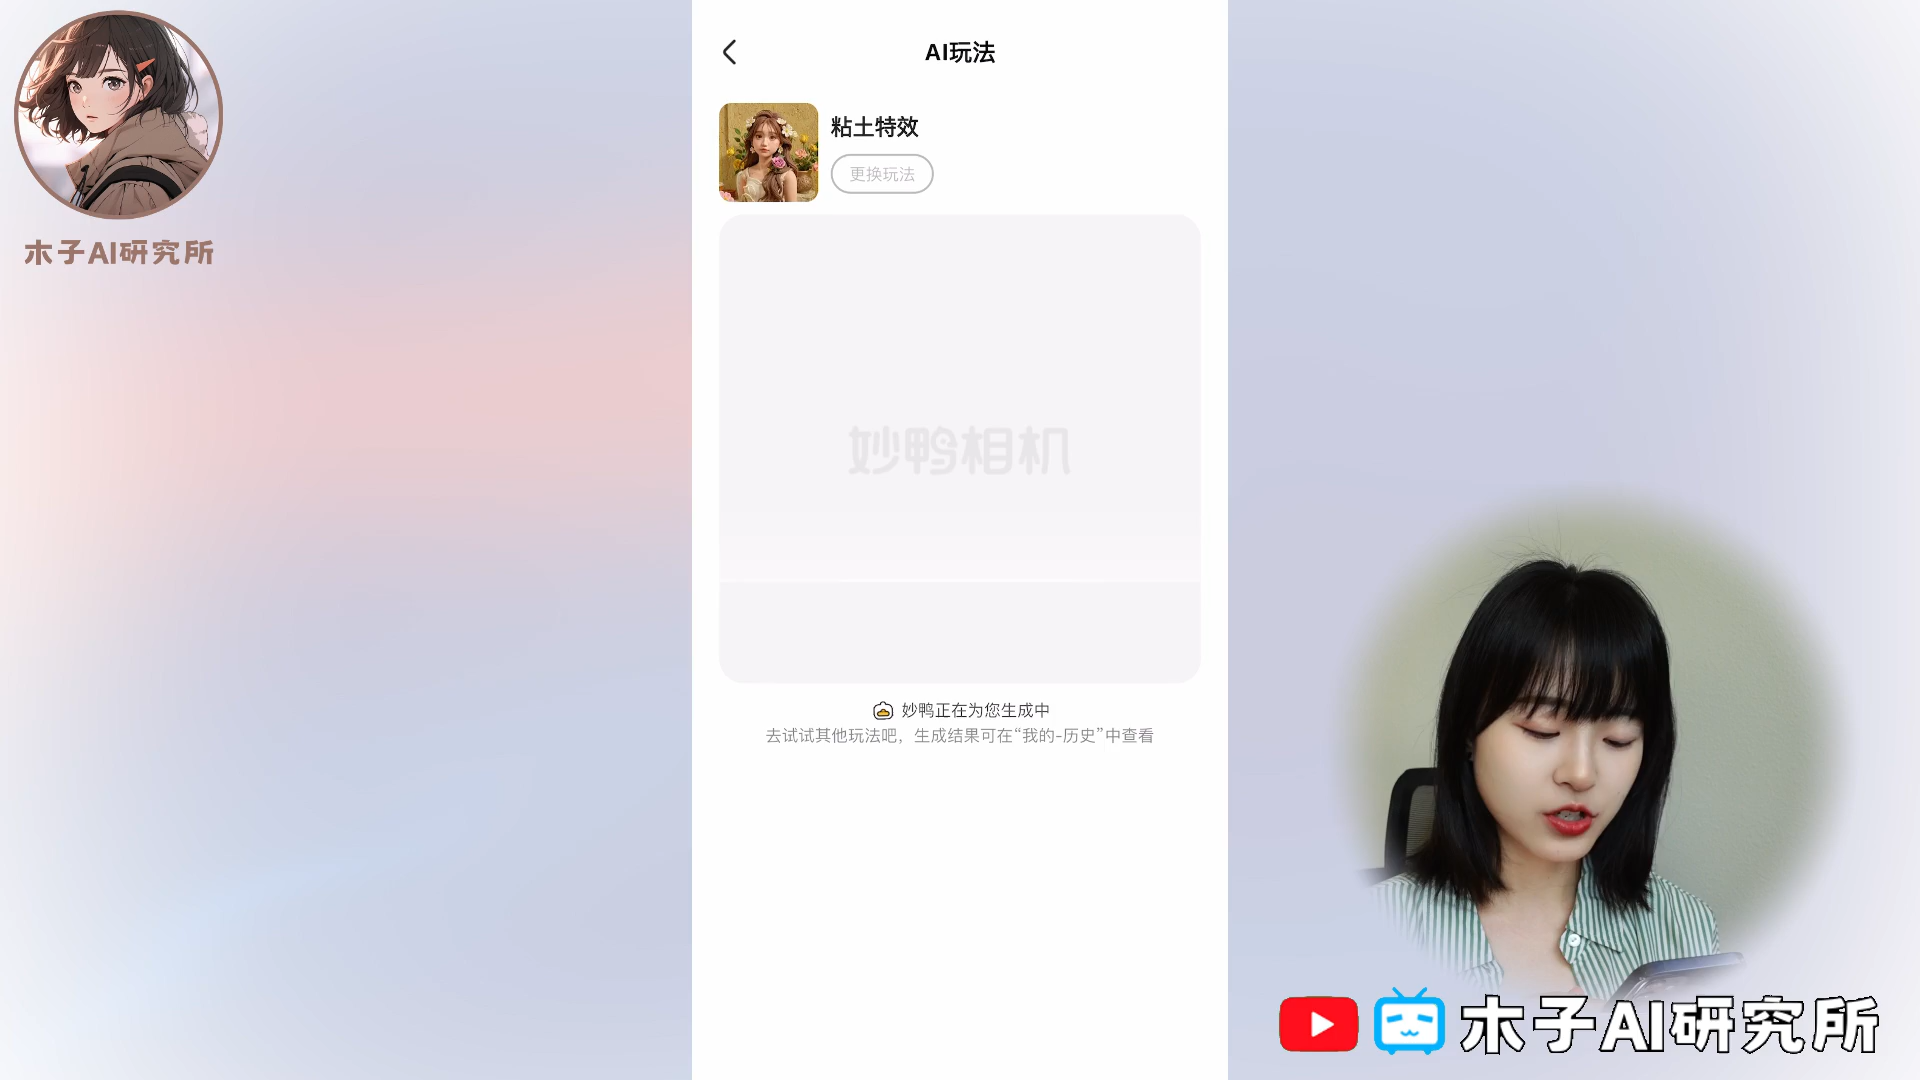 木子AI研究所
AI玩法
粘土特效
更换玩法
妙鸭相机
妙鸭正在为您生成中
去试试其他玩法吧，生成结果可在“我的-历史”中查看
木子AI研究所